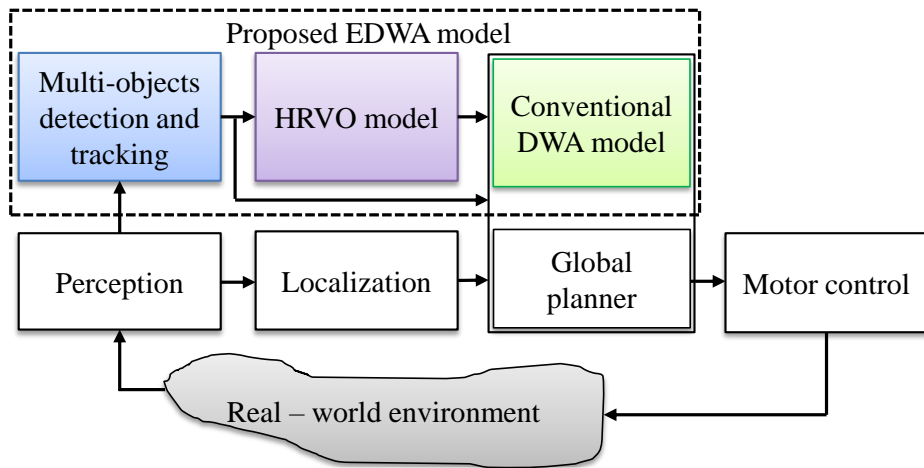 Proposed EDWA model
Multi-objects
detection and
tracking
HRVO model
Conventional
DWA model
Perception
Localization
Global
planner
Motor control
Real – world environment